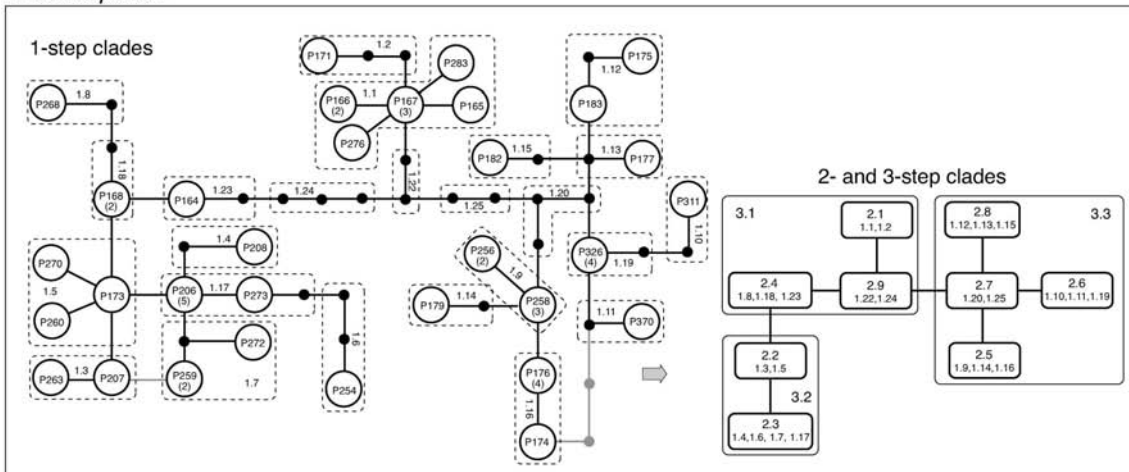 1-step clades
P268
1.8
1.18
P168
(2)
P164
1.23
1.24
P171
1.2
P283
P166
(2)
1.1
P167
(3)
P165
P276
1.22
1.25
1.20
P175
1.12
P183
P182
1.15
1.13
P177
P311
1.10
P326
(4)
1.19
P270
1.5
P260
P173
1.4
P208
P206
(5)
1.17
P273
1.6
P254
P272
P259
(2)
1.7
P263
1.3
P207
P256
(2)
1.9
P179
1.14
P258
(3)
P176
(4)
1.16
P174
1.11
P370
2- and 3-step clades
3.1
2.1
1.1,1.2
2.4
1.8,1.18, 1.23
2.9
1.22,1.24
3.3
2.8
1.12,1.13,1.15
2.7
1.20,1.25
2.6
1.10,1.11,1.19
2.5
1.9,1.14,1.16
2.2
1.3,1.5
3.2
2.3
1.4,1.6, 1.7, 1.17